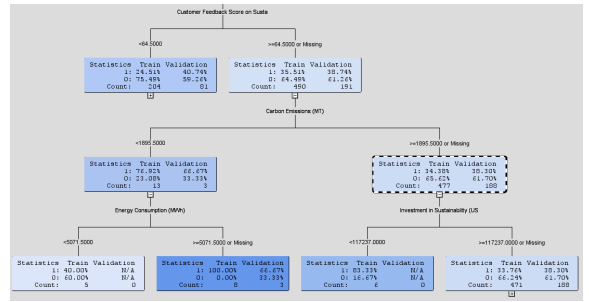 Customer Feedback Score on Susta
<64.5000
>=64.5000 or Missing
Statistics Train Validation
1: 24.51% 40.74%
0: 75.49% 59.26%
Count: 204 81
Statistics Train Validation
1: 35.51% 38.74%
0: 64.49% 61.26%
Count: 490 191
Carbon Emissions (MT)
<1895.5000
>=1895.5000 or Missing
Statistics Train Validation
1: 76.92% 66.67%
0: 23.08% 33.33%
Count: 13 3
Statistics Train Validation
1: 34.38% 38.30%
0: 65.62% 61.70%
Count: 477 188
Energy Consumption (MWh)
Investment in Sustainability (US
<5071.5000
>=5071.5000 or Missing
<117237.0000
>=117237.0000 or Missing
Statistics Train Validation
1: 40.00% N/A
0: 60.00% N/A
Count: 5 0
Statistics Train Validation
1: 100.00% 66.67%
0: 0.00% 33.33%
Count: 8 3
Statistics Train Validation
1: 83.33% N/A
0: 16.67% N/A
Count: 6 0
Statistics Train Validation
1: 33.76% 38.30%
0: 66.24% 61.70%
Count: 471 188